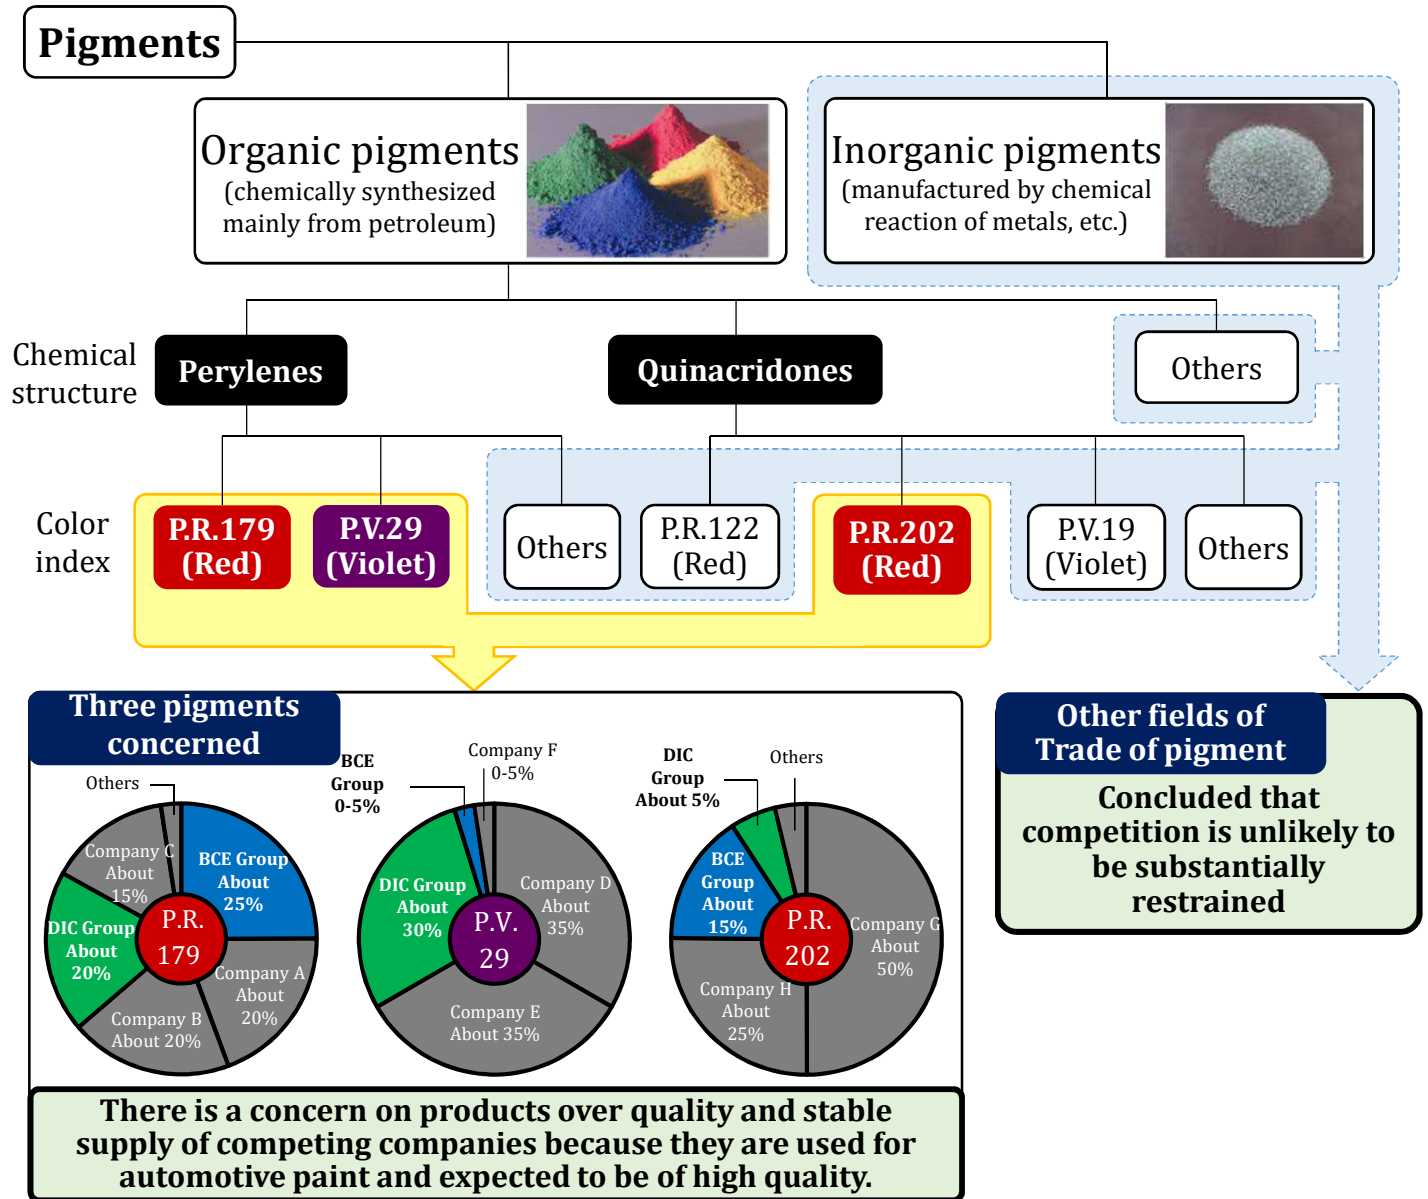 Pigments
Organic pigments
(chemically synthesized
mainly from petroleum)
Inorganic pigments
(manufactured by chemical
reaction of metals, etc.)
Chemical
structure
Perylenes
Quinacridones
Others
Color
index
P.R.179
(Red)
P.V.29
(Violet)
Others
P.R.122
(Red)
P.R.202
(Red)
P.V.19
(Violet)
Others
Three pigments
concerned
Others
Company C
About
15%
BCE Group
About
25%
DIC Group
About
20%
P.R.
179
Company A
About
20%
Company B
About 20%
BCE
Group
0-5%
Company F
0-5%
DIC Group
About
30%
Company D
35%
P.V.
29
Company E
About 35%
DIC
Group
About 5%
Others
BCE
Group
About
15%
P.R.
202
Company G
About
50%
Company H
About
25%
There is a concern on products over quality and stable
supply of competing companies because they are used for
automotive paint and expected to be of high quality.
Other fields of
Trade of pigment
Concluded that
competition is unlikely to
be substantially
restrained